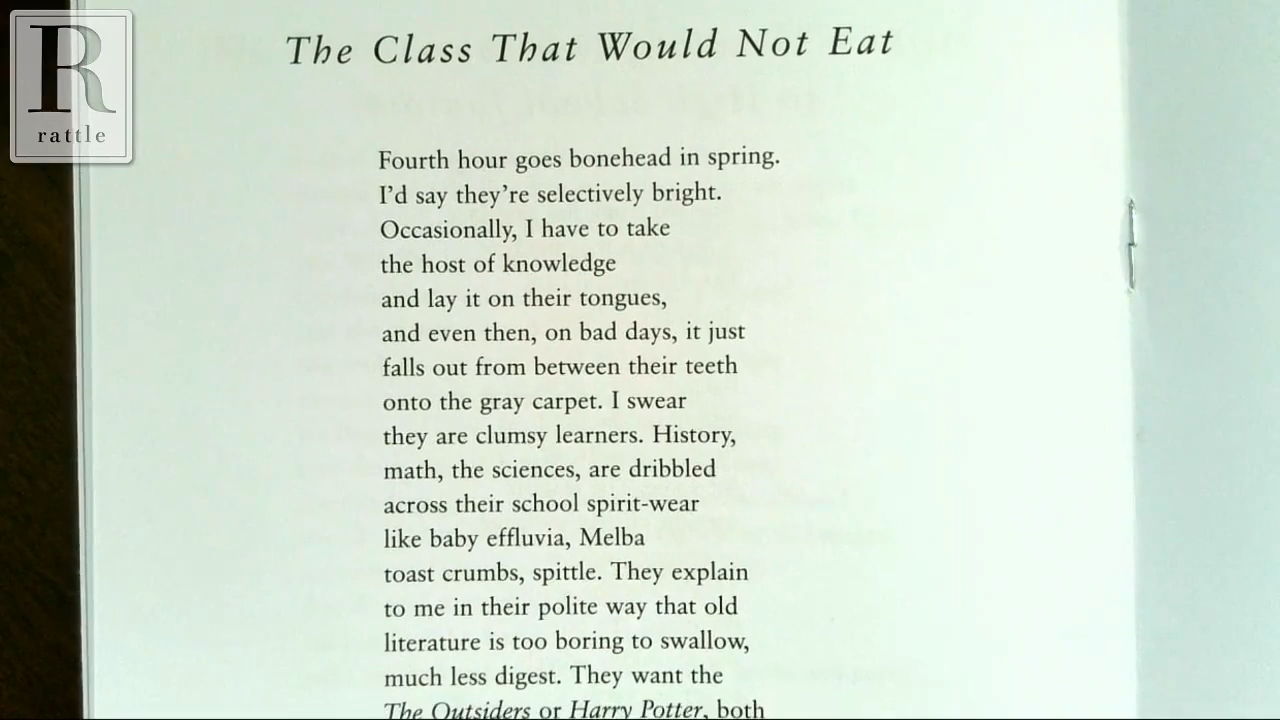 R
rattle
The Class That Would Not Eat
Fourth hour goes bonehead in spring.
I'd say they're selectively bright.
Occasionally, I have to take
the host of knowledge
and lay it on their tongues,
and even then, on bad days, it just
falls out from between their teeth
onto the gray carpet. I swear
they are clumsy learners. History,
math, the sciences, are dribbled
across their school spirit-wear
like baby effluvia, Melba
toast crumbs, spittle. They explain
to me in their polite way that old
literature is too boring to swallow,
much less digest. They want the
The Outsiders or Harry Potter, both